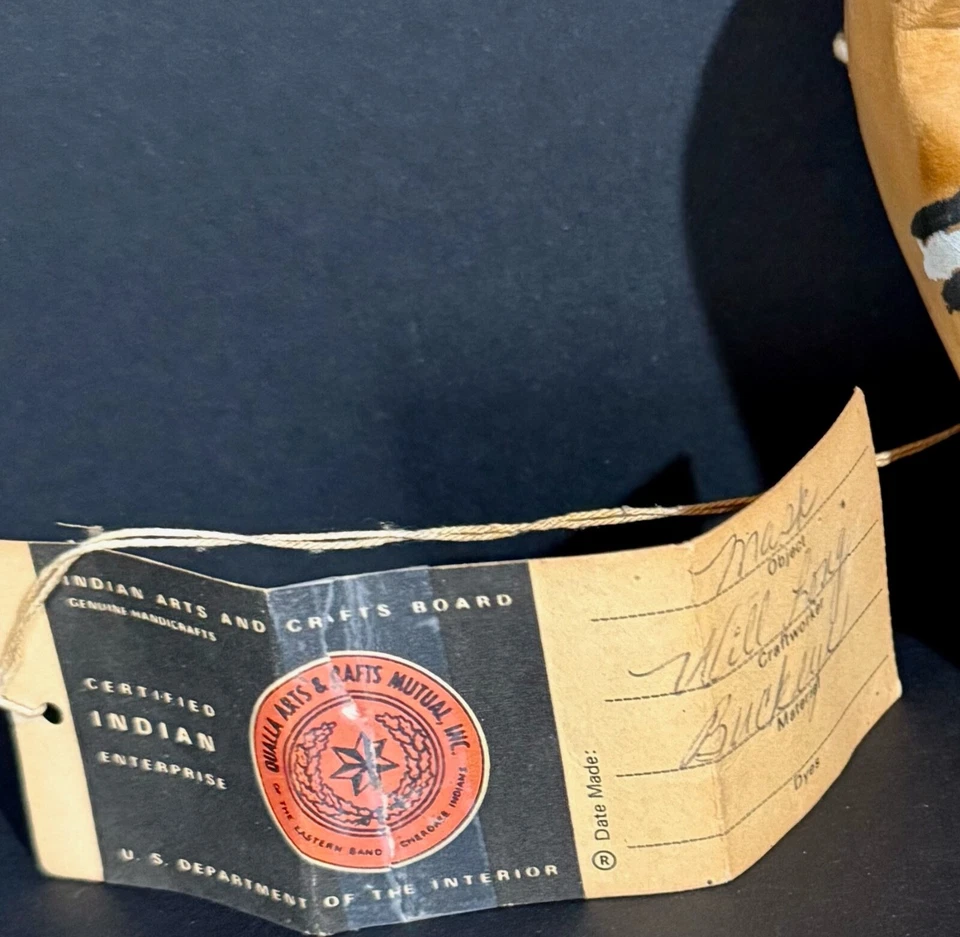 INDIAN ARTS AND CRAFTS BOARD
GENUINE HANDICRAFTS
CERTIFIED
INDIAN
ENTERPRISE
QUALLA ARTS & CRAFTS MUTUAL, INC.
OF THE EASTERN BAND CHEROKEE INDIANS
U. S. DEPARTMENT OF THE INTERIOR
® Date Made:
Mask
Object
Will Long
Craftworker
Buckeye
Material
Dyes